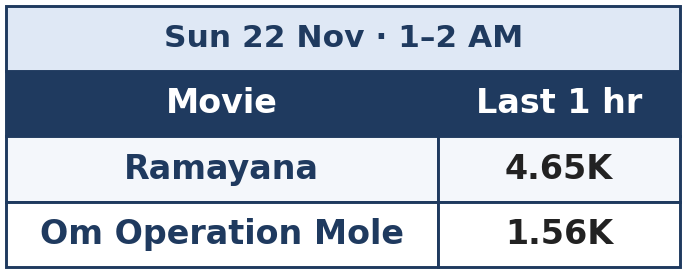 Sun 22 Nov · 1–2 AM
Movie Last 1 hr
Ramayana 4.65K
Om Operation Mole 1.56K